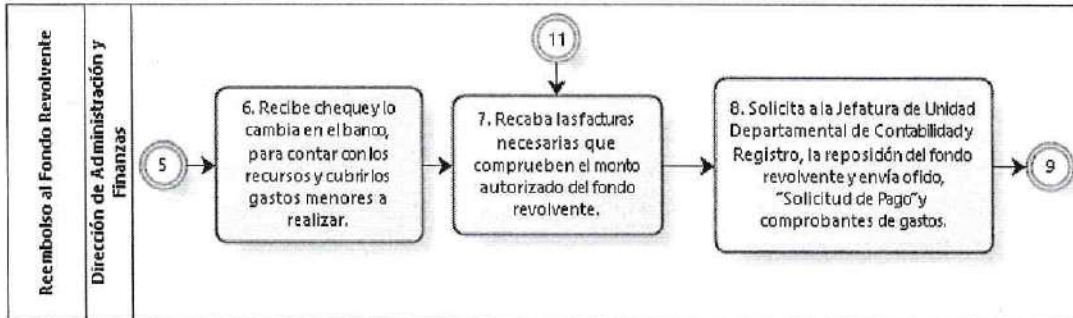 Reembolso al Fondo Revolvente
Dirección de Administración y
Finanzas
5
6. Recibe cheque y lo
cambia en el banco,
para contar con los
recursos y cubrir los
gastos menores a
realizar.
11
7. Recaba las facturas
necesarias que
comprueben el monto
autorizado del fondo
revolvente.
8. Solicita a la Jefatura de Unidad
Departamental de Contabilidad y
Registro, la reposición del fondo
revolvente y envía oficio,
"Solicitud de Pago" y
comprobantes de gastos.
9